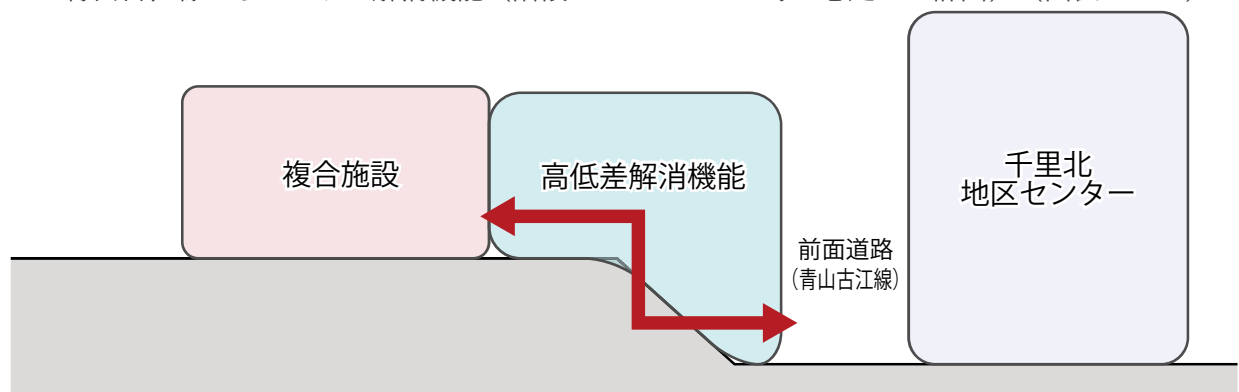 複合施設
高低差解消機能
千里北
地区センター
前面道路
（青山古江線）